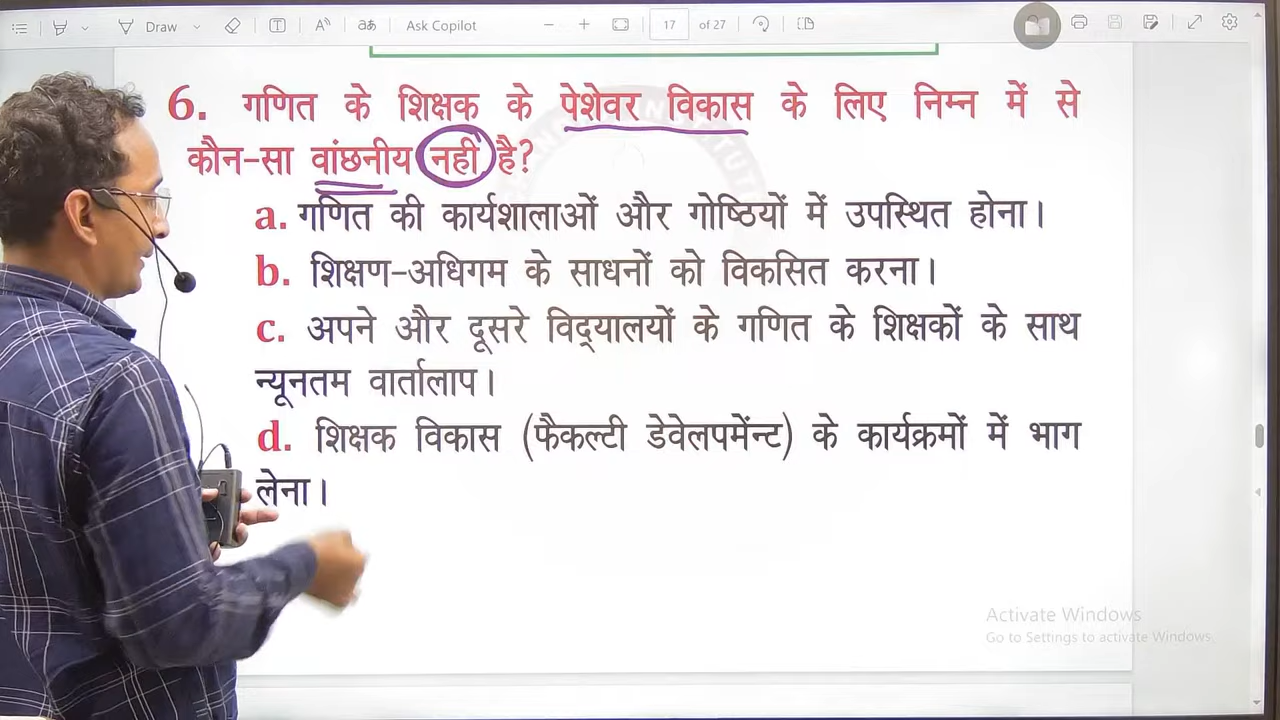 Draw
Ask Copilot
17 of 27
6. गणित के शिक्षक के पेशेवर विकास के लिए निम्न में से
कौन-सा वांछनीय नहीं है?
a. गणित की कार्यशालाओं और गोष्ठियों में उपस्थित होना।
b. शिक्षण-अधिगम के साधनों को विकसित करना।
c. अपने और दूसरे विद्यालयों के गणित के शिक्षकों के साथ
न्यूनतम वार्तालाप।
d. शिक्षक विकास (फैकल्टी डेवेलपमेंन्ट) के कार्यक्रमों में भाग
लेना।
Activate Windows
Go to Settings to activate Windows.